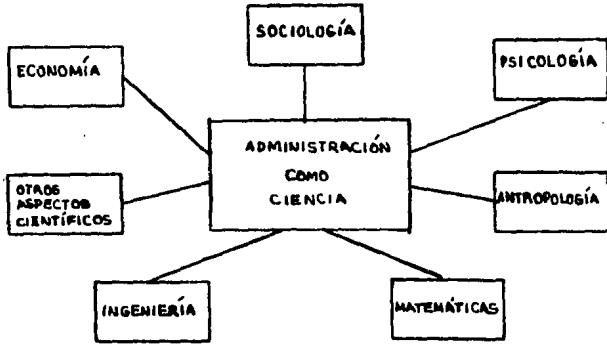 SOCIOLOGÍA
ECONOMÍA
PSICOLOGÍA
ADMINISTRACIÓN
COMO
CIENCIA
OTROS
ASPECTOS
CIENTÍFICOS
ANTROPOLOGÍA
INGENIERÍA
MATEMÁTICAS